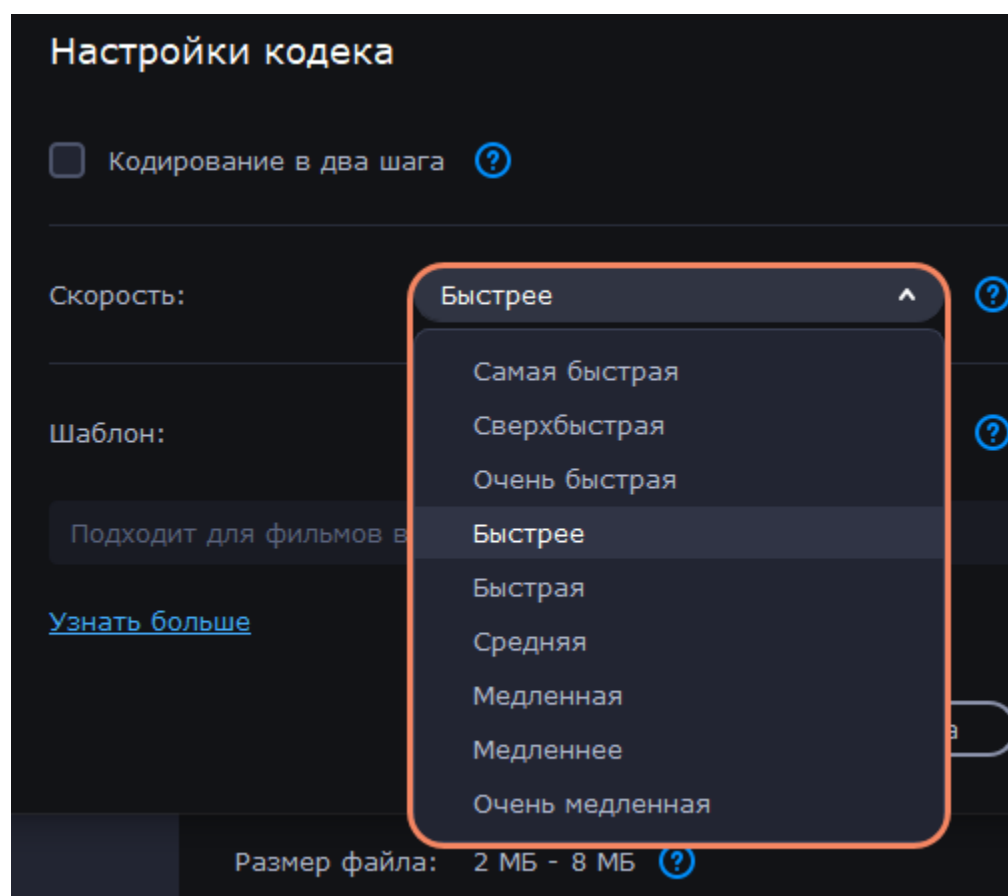 Настройки кодека
Кодирование в два шага ?
Скорость: Быстрее ?
Самая быстрая
Сверхбыстрая
Шаблон: ?
Очень быстрая
Подходит для фильмов в
Быстрее
Быстрая
Узнать больше
Средняя
Медленная
Медленнее
Очень медленная
Размер файла: 2 МБ - 8 МБ ?